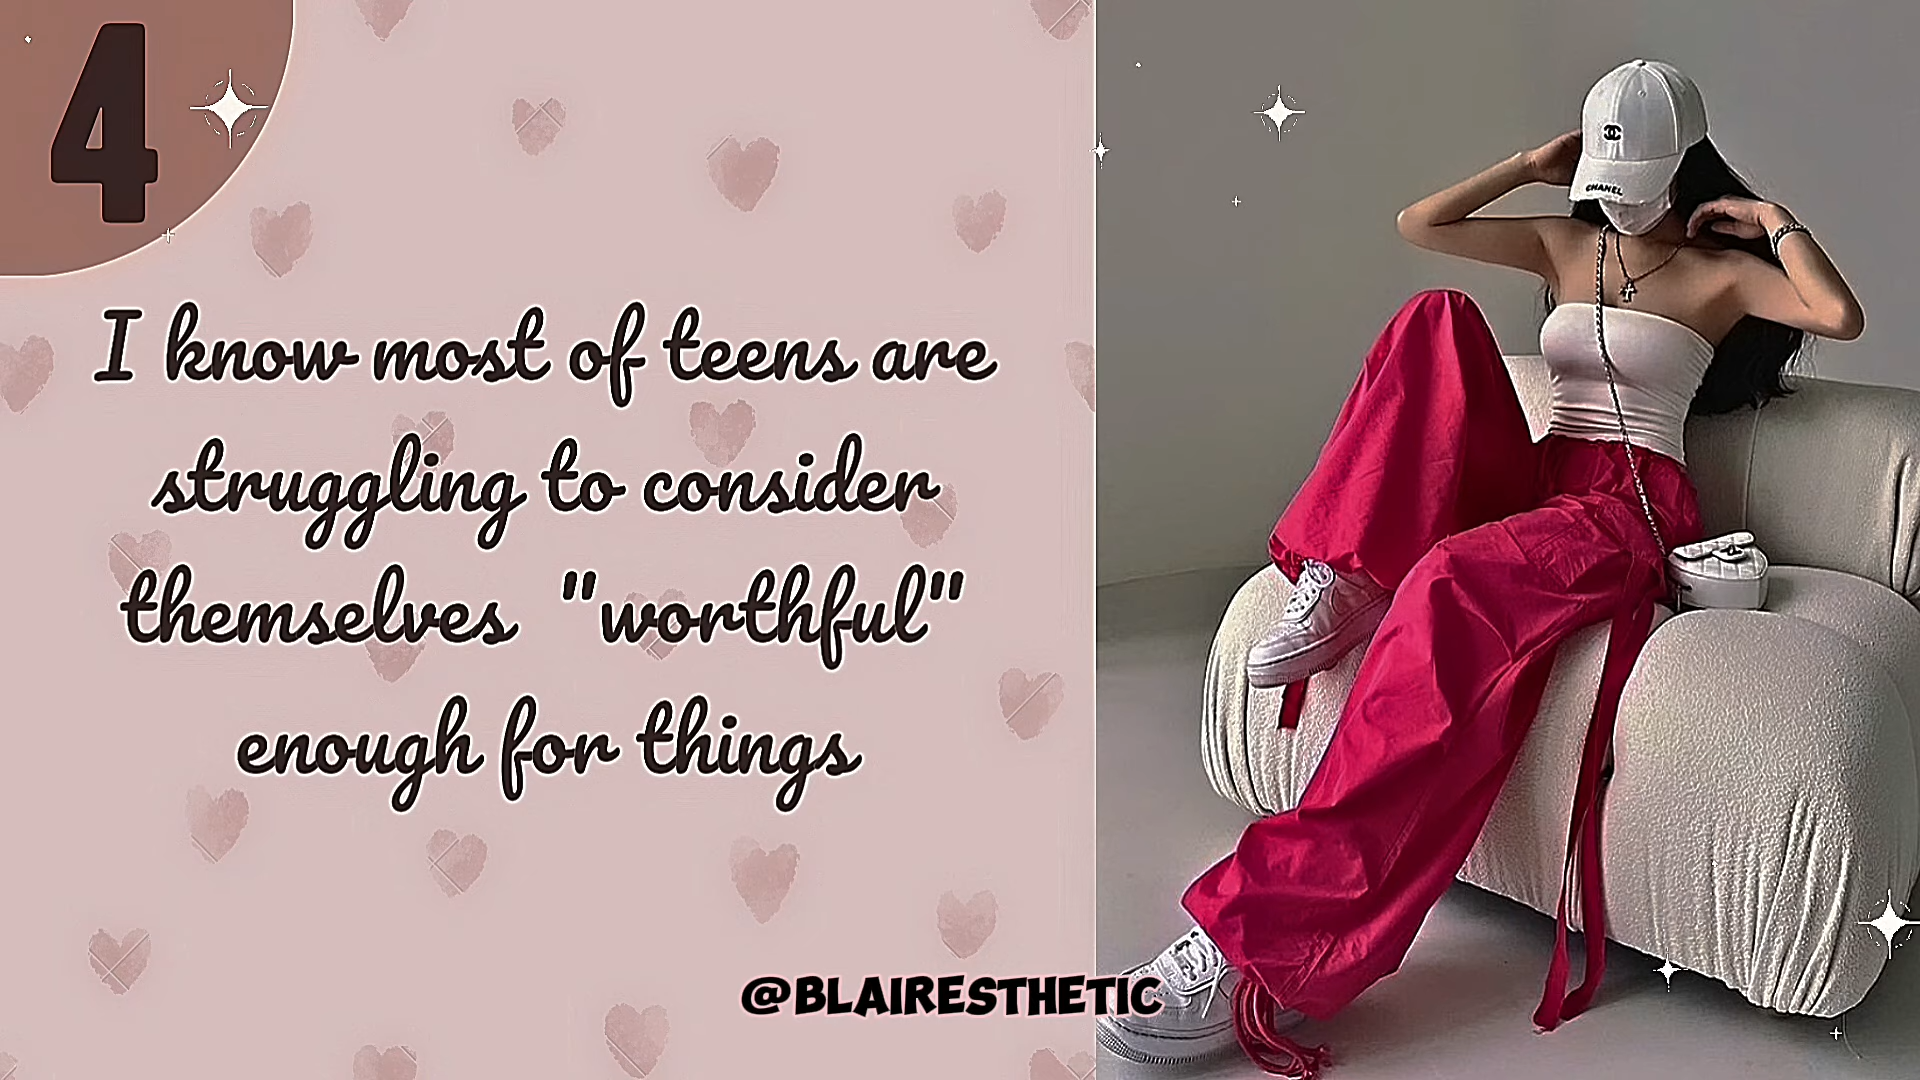 4
I know most of teens are
struggling to consider
themselves "worthful"
enough for things
CHANEL
@BLAIRESTHETIC